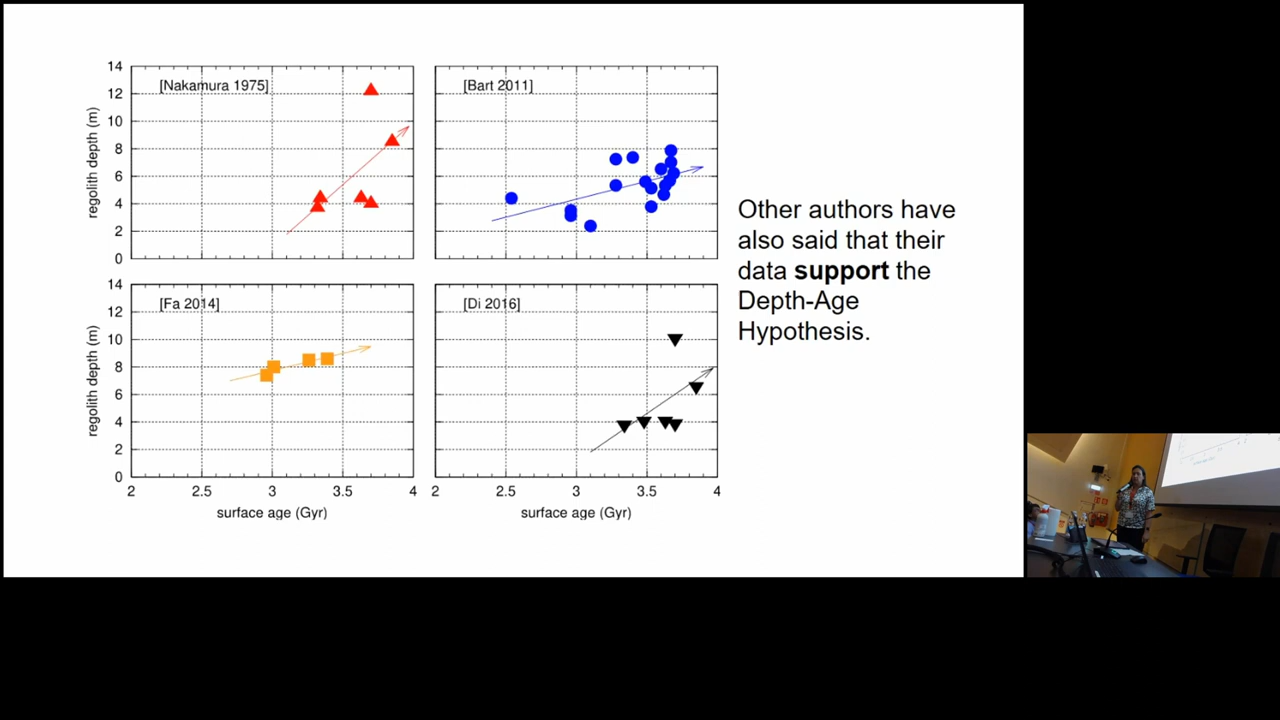 [Nakamura 1975]
[Bart 2011]
14
12
10
8
6
4
2
0
regolith depth (m)
[Fa 2014]
[Di 2016]
14
12
10
8
6
4
2
0
regolith depth (m)
2
2.5
3
3.5
4
2
2.5
3
3.5
4
surface age (Gyr)
surface age (Gyr)
Other authors have
also said that their
data support the
Depth-Age
Hypothesis.